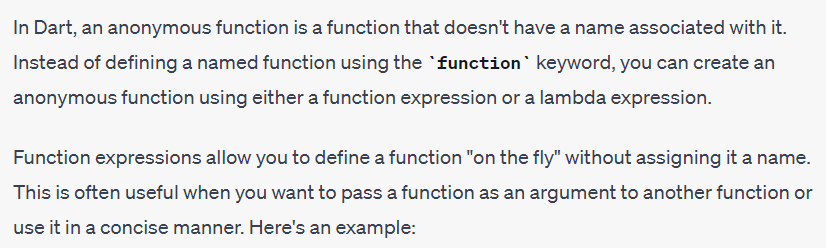 In Dart, an anonymous function is a function that doesn't have a name associated with it.
Instead of defining a named function using the `function` keyword, you can create an
anonymous function using either a function expression or a lambda expression.
Function expressions allow you to define a function "on the fly" without assigning it a name.
This is often useful when you want to pass a function as an argument to another function or
use it in a concise manner. Here's an example: